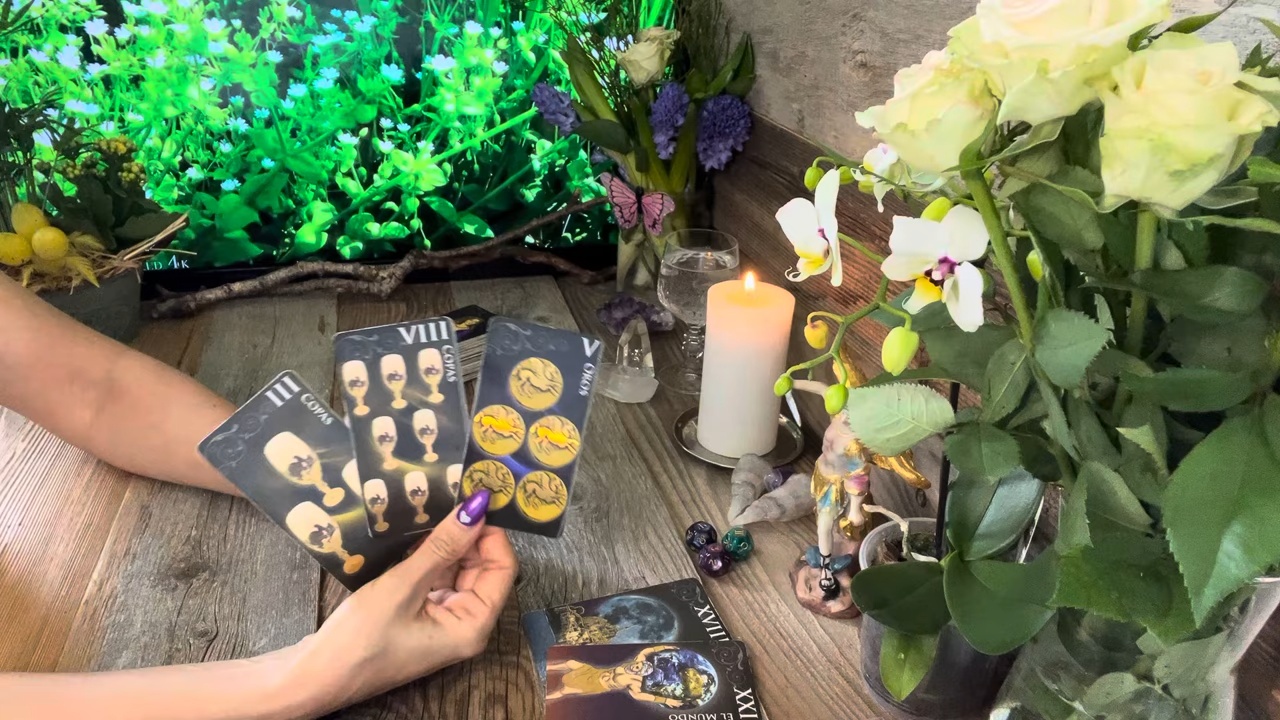 III
COPAS
VIII
COPAS
V
OROS
XVIII
XXI
EL MUNDO